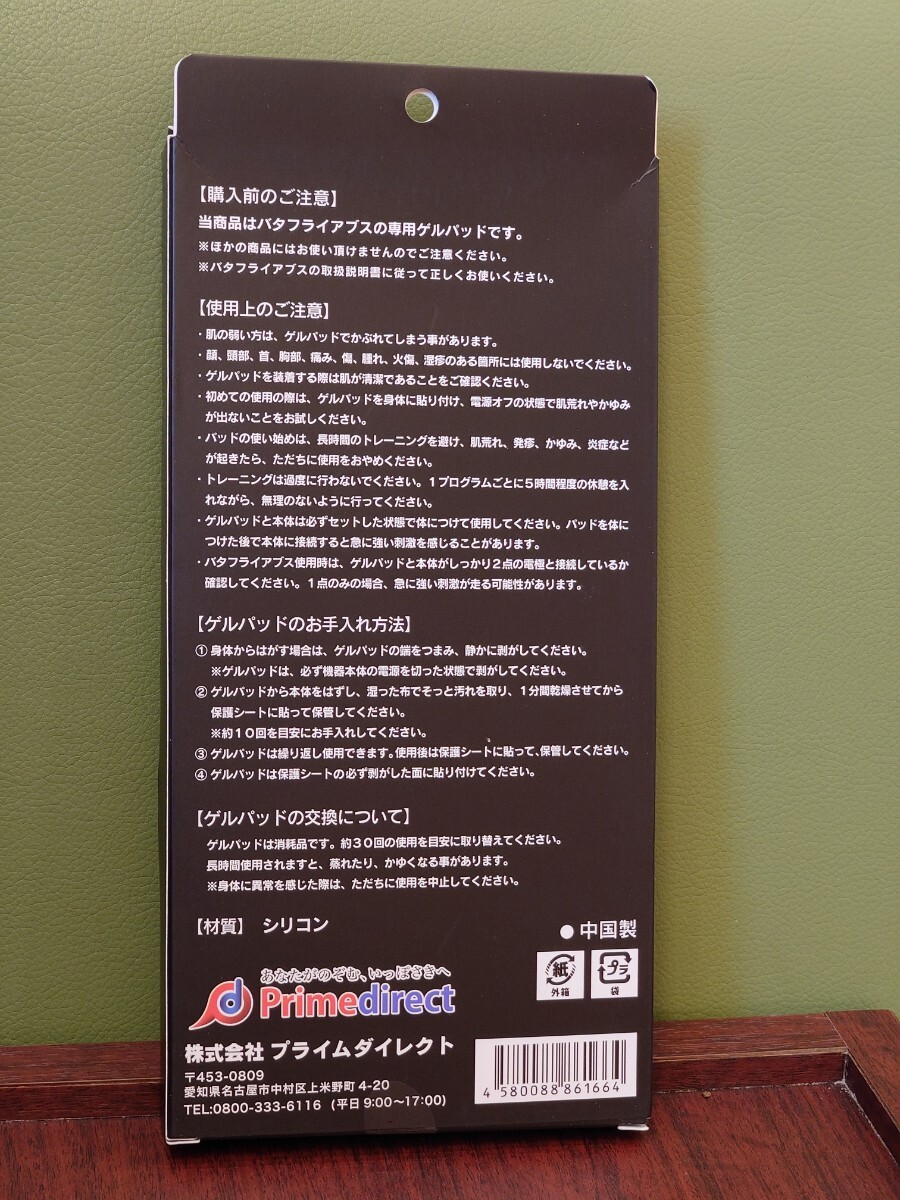 【購入前のご注意】
当商品はバタフライアブスの専用ゲルパッドです。
※ほかの商品にはお使い頂けませんのでご注意ください。
※バタフライアブスの取扱説明書に従って正しくお使いください。
【使用上のご注意】
・肌の弱い方は、ゲルパッドでかぶれてしまう事があります。
・顔、頭部、首、胸部、痛み、傷、腫れ、火傷、湿疹のある箇所には使用しないでください。
・ゲルパッドを装着する際は肌が清潔であることをご確認ください。
・初めての使用の際は、ゲルパッドを身体に貼り付け、電源オフの状態で肌荒れやかゆみ
が出ないことをお試しください。
・パッドの使い始めは、長時間のトレーニングを避け、肌荒れ、発疹、かゆみ、炎症など
が起きたら、ただちに使用をおやめください。
・トレーニングは過度に行わないでください。1プログラムごとに5時間程度の休憩を入
れながら、無理のないように行ってください。
・ゲルパッドと本体は必ずセットした状態で体につけて使用してください。パッドを体に
つけた後で本体に接続すると急に強い刺激を感じることがあります。
・バタフライアブス使用時は、ゲルパッドと本体がしっかり2点の電極と接続しているか
確認してください。1点のみの場合、急に強い刺激が走る可能性があります。
【ゲルパッドのお手入れ方法】
① 身体からはがす場合は、ゲルパッドの端をつまみ、静かに剥がしてください。
※ゲルパッドは、必ず機器本体の電源を切った状態で剥がしてください。
② ゲルパッドから本体をはずし、湿った布でそっと汚れを取り、1分間乾燥させてから
保護シートに貼って保管してください。
※約10回を目安にお手入れしてください。
③ ゲルパッドは繰り返し使用できます。使用後は保護シートに貼って、保管してください。
④ ゲルパッドは保護シートの必ず剥がした面に貼り付けてください。
【ゲルパッドの交換について】
ゲルパッドは消耗品です。約30回の使用を目安に取り替えてください。
長時間使用されますと、蒸れたり、かゆくなる事があります。
※身体に異常を感じた際は、ただちに使用を中止してください。
【材質】 シリコン
●中国製
紙
外箱
プラ
袋
あなたがのぞむ、いっぽさきへ
d Primedirect
株式会社 プライムダイレクト
〒453-0809
愛知県名古屋市中村区上米野町 4-20
TEL:0800-333-6116 (平日 9:00～17:00)
4 580088 861664